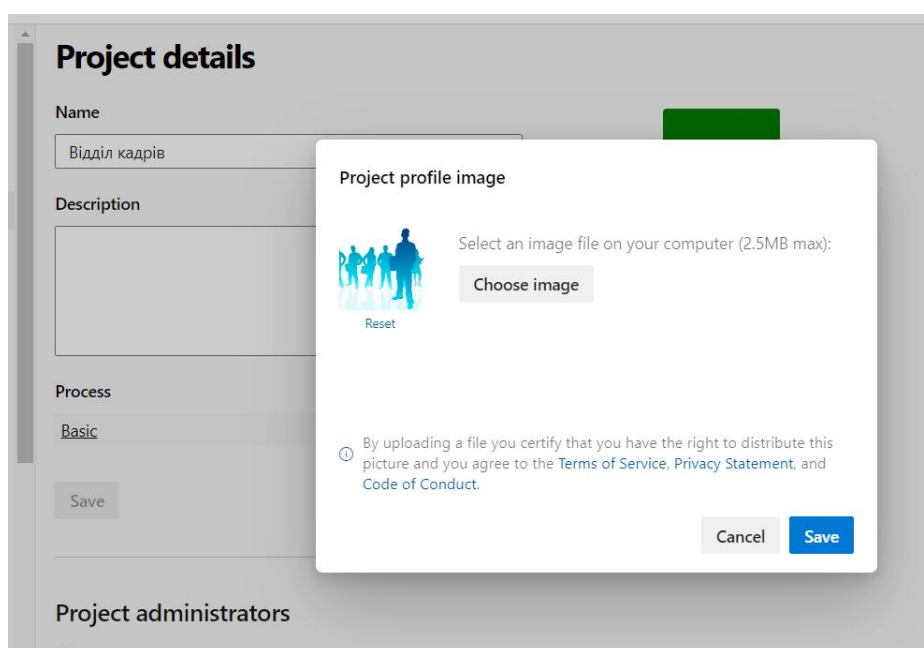 Project details
Name
Відділ кадрів
Description
Process
Basic
Save
Project administrators
Project profile image
Select an image file on your computer (2.5MB max):
Choose image
Reset
By uploading a file you certify that you have the right to distribute this
picture and you agree to the Terms of Service, Privacy Statement, and
Code of Conduct.
Cancel
Save